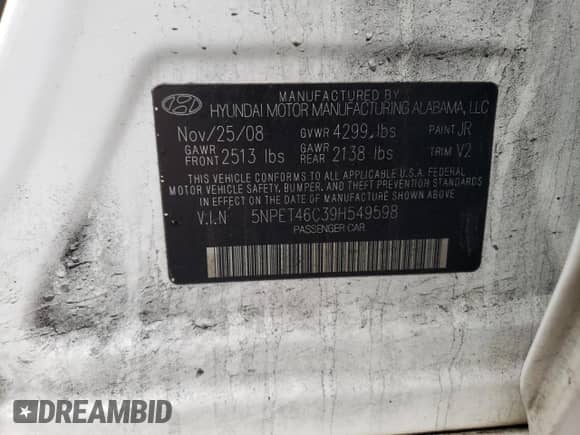 MANUFACTURED BY
HYUNDAI MOTOR MANUFACTURING ALABAMA, LLC
Nov/25/08 GVWR 4299 lbs PAINT JR
GAWR FRONT 2513 lbs GAWR REAR 2138 lbs TRIM V2
THIS VEHICLE CONFORMS TO ALL APPLICABLE U.S.A. FEDERAL
MOTOR VEHICLE SAFETY, BUMPER, AND THEFT PREVENTION STANDARDS
IN EFFECT ON THE DATE OF MANUFACTURE SHOWN ABOVE.
V.I.N 5NPET46C39H549598
PASSENGER CAR
DREAMBID